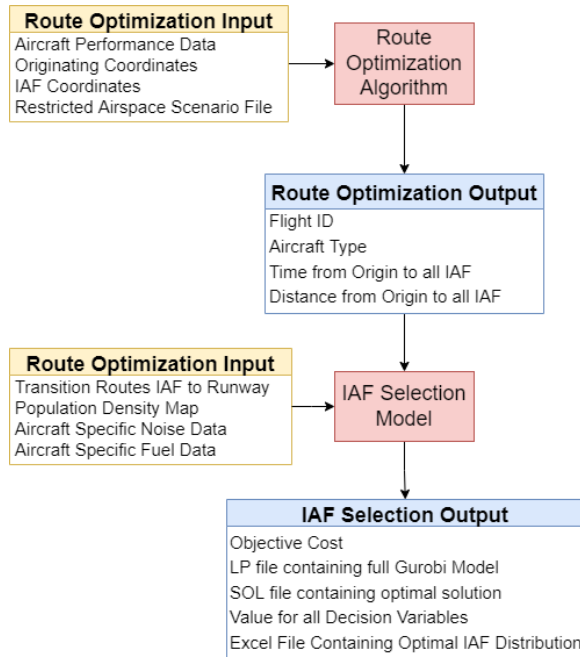 Route Optimization Input
Aircraft Performance Data
Originating Coordinates
IAF Coordinates
Restricted Airspace Scenario File
Route
Optimization
Algorithm
Route Optimization Output
Flight ID
Aircraft Type
Time from Origin to all IAF
Distance from Origin to all IAF
Route Optimization Input
Transition Routes IAF to Runway
Population Density Map
Aircraft Specific Noise Data
Aircraft Specific Fuel Data
IAF Selection
Model
IAF Selection Output
Objective Cost
LP file containing full Gurobi Model
SOL file containing optimal solution
Value for all Decision Variables
Excel File Containing Optimal IAF Distribution